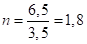 n = 6,5 / 3,5 = 1,8